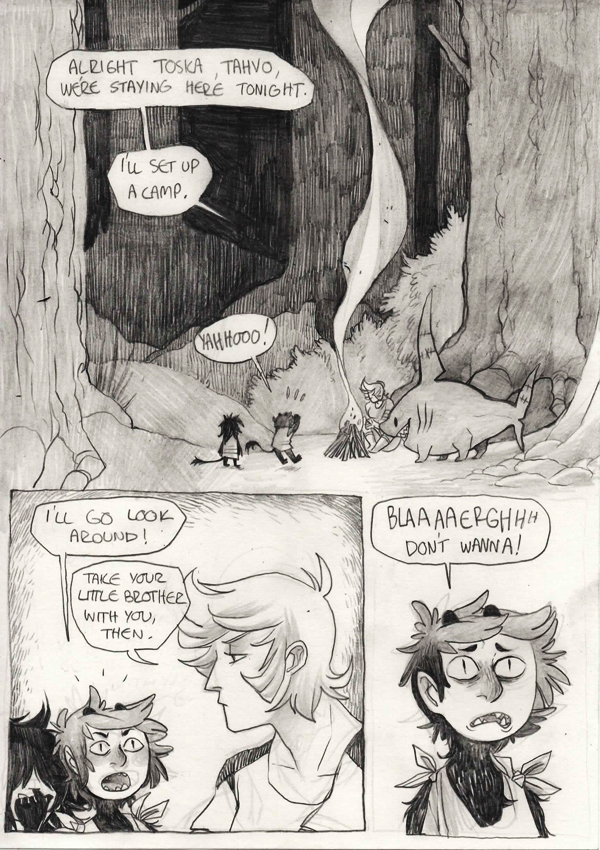 ALRIGHT TOSKA, TAHVO,
WE'RE STAYING HERE TONIGHT.
I'LL SET UP
A CAMP.
YAHHOOO!
I'LL GO LOOK
AROUND!
TAKE YOUR
LITTLE BROTHER
WITH YOU,
THEN.
BLAAAAERGHHH
DON'T WANNA!